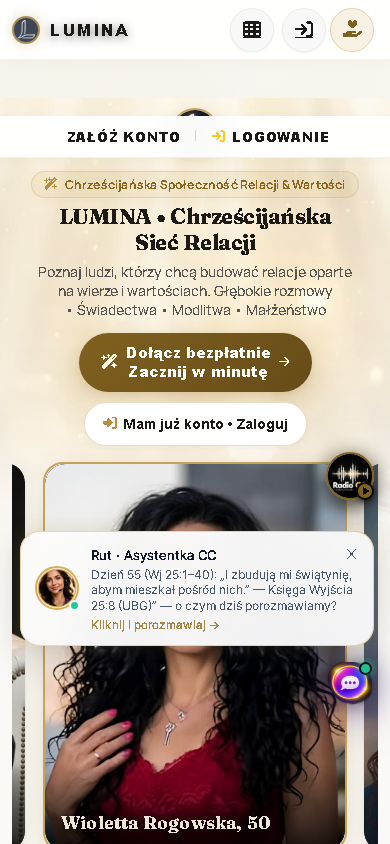 LUMINA
ZAŁÓŻ KONTO
LOGOWANIE
Chrześcijańska Społeczność Relacji & Wartości
LUMINA • Chrześcijańska
Sieć Relacji
Poznaj ludzi, którzy chcą budować relacje oparte
na wierze i wartościach. Głębokie rozmowy
• Świadectwa • Modlitwa • Małżeństwo
Dołącz bezpłatnie →
Zacznij w minutę
Mam już konto • Zaloguj
Radio
Rut · Asystentka CC
Dzień 55 (Wj 25:1–40): „I zbudują mi świątynię,
abym mieszkał pośród nich.” — Księga Wyjścia
25:8 (UBG)” — o czym dziś porozmawiamy?
Kliknij i porozmawiaj →
Wioletta Rogowska, 50